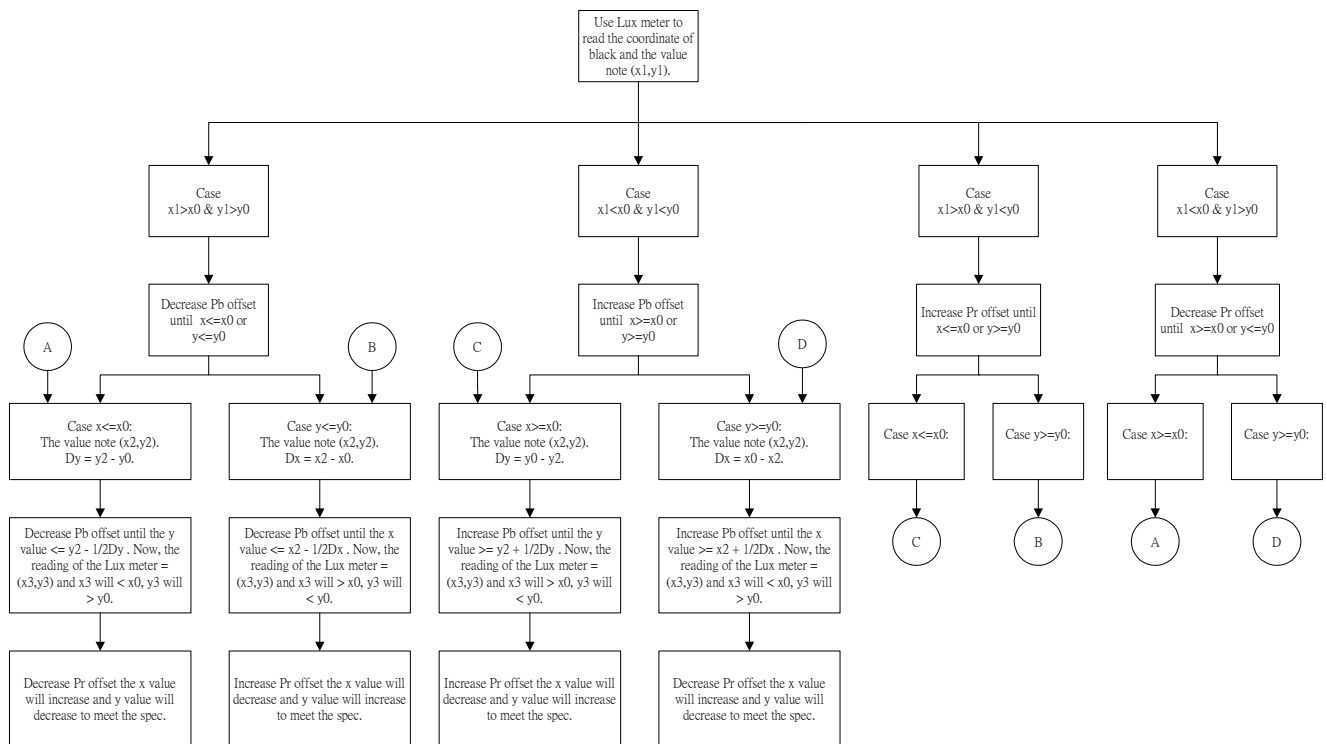 Use Lux meter to
read the coordinate of
black and the value
note (x1,y1).
Case
x1>x0 & y1>y0
Case
x1<x0 & y1<y0
Case
x1>x0 & y1<y0
Case
x1<x0 & y1>y0
Decrease Pb offset
until x<=x0 or
y<=y0
Increase Pb offset
until x>=x0 or
y>=y0
Increase Pr offset until
x<=x0 or y>=y0
Decrease Pr offset
until x>=x0 or y<=y0
A
B
C
D
Case x<=x0:
The value note (x2,y2).
Dy = y2 - y0.
Case y<=y0:
The value note (x2,y2).
Dx = x2 - x0.
Case x>=x0:
The value note (x2,y2).
Dy = y0 - y2.
Case y>=y0:
The value note (x2,y2).
Dx = x0 - x2.
Case x<=x0:
Case y>=y0:
Case x>=x0:
Case y>=y0:
Decrease Pb offset until the y
value <= y2 - 1/2Dy . Now, the
reading of the Lux meter =
(x3,y3) and x3 will < x0, y3 will
> y0.
Decrease Pb offset until the x
value <= x2 - 1/2Dx . Now, the
reading of the Lux meter =
(x3,y3) and x3 will > x0, y3 will
< y0.
Increase Pb offset until the y
value >= y2 + 1/2Dy . Now, the
reading of the Lux meter =
(x3,y3) and x3 will > x0, y3 will
< y0.
Increase Pb offset until the x
value >= x2 + 1/2Dx . Now, the
reading of the Lux meter =
(x3,y3) and x3 will < x0, y3 will
> y0.
C
B
A
D
Decrease Pr offset the x value
will increase and y value will
decrease to meet the spec.
Increase Pr offset the x value will
decrease and y value will increase
to meet the spec.
Increase Pr offset the x value will
decrease and y value will increase
to meet the spec.
Decrease Pr offset the x value
will increase and y value will
decrease to meet the spec.